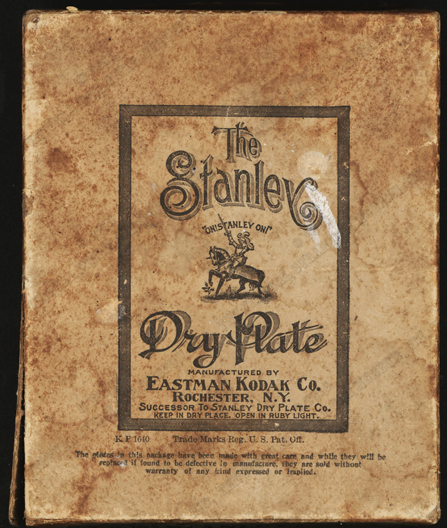 The
Stanley
"ON! STANLEY ON!"
Dry Plate
MANUFACTURED BY
EASTMAN KODAK CO.
ROCHESTER, N.Y.
SUCCESSOR TO STANLEY DRY PLATE CO.
KEEP IN DRY PLACE. OPEN IN RUBY LIGHT.
K.P. 1640 Trade Marks Reg. U. S. Pat. Off.
The plates in this package have been made with great care and while they will be
replaced if found to be defective in manufacture, they are sold without
warranty of any kind expressed or implied.